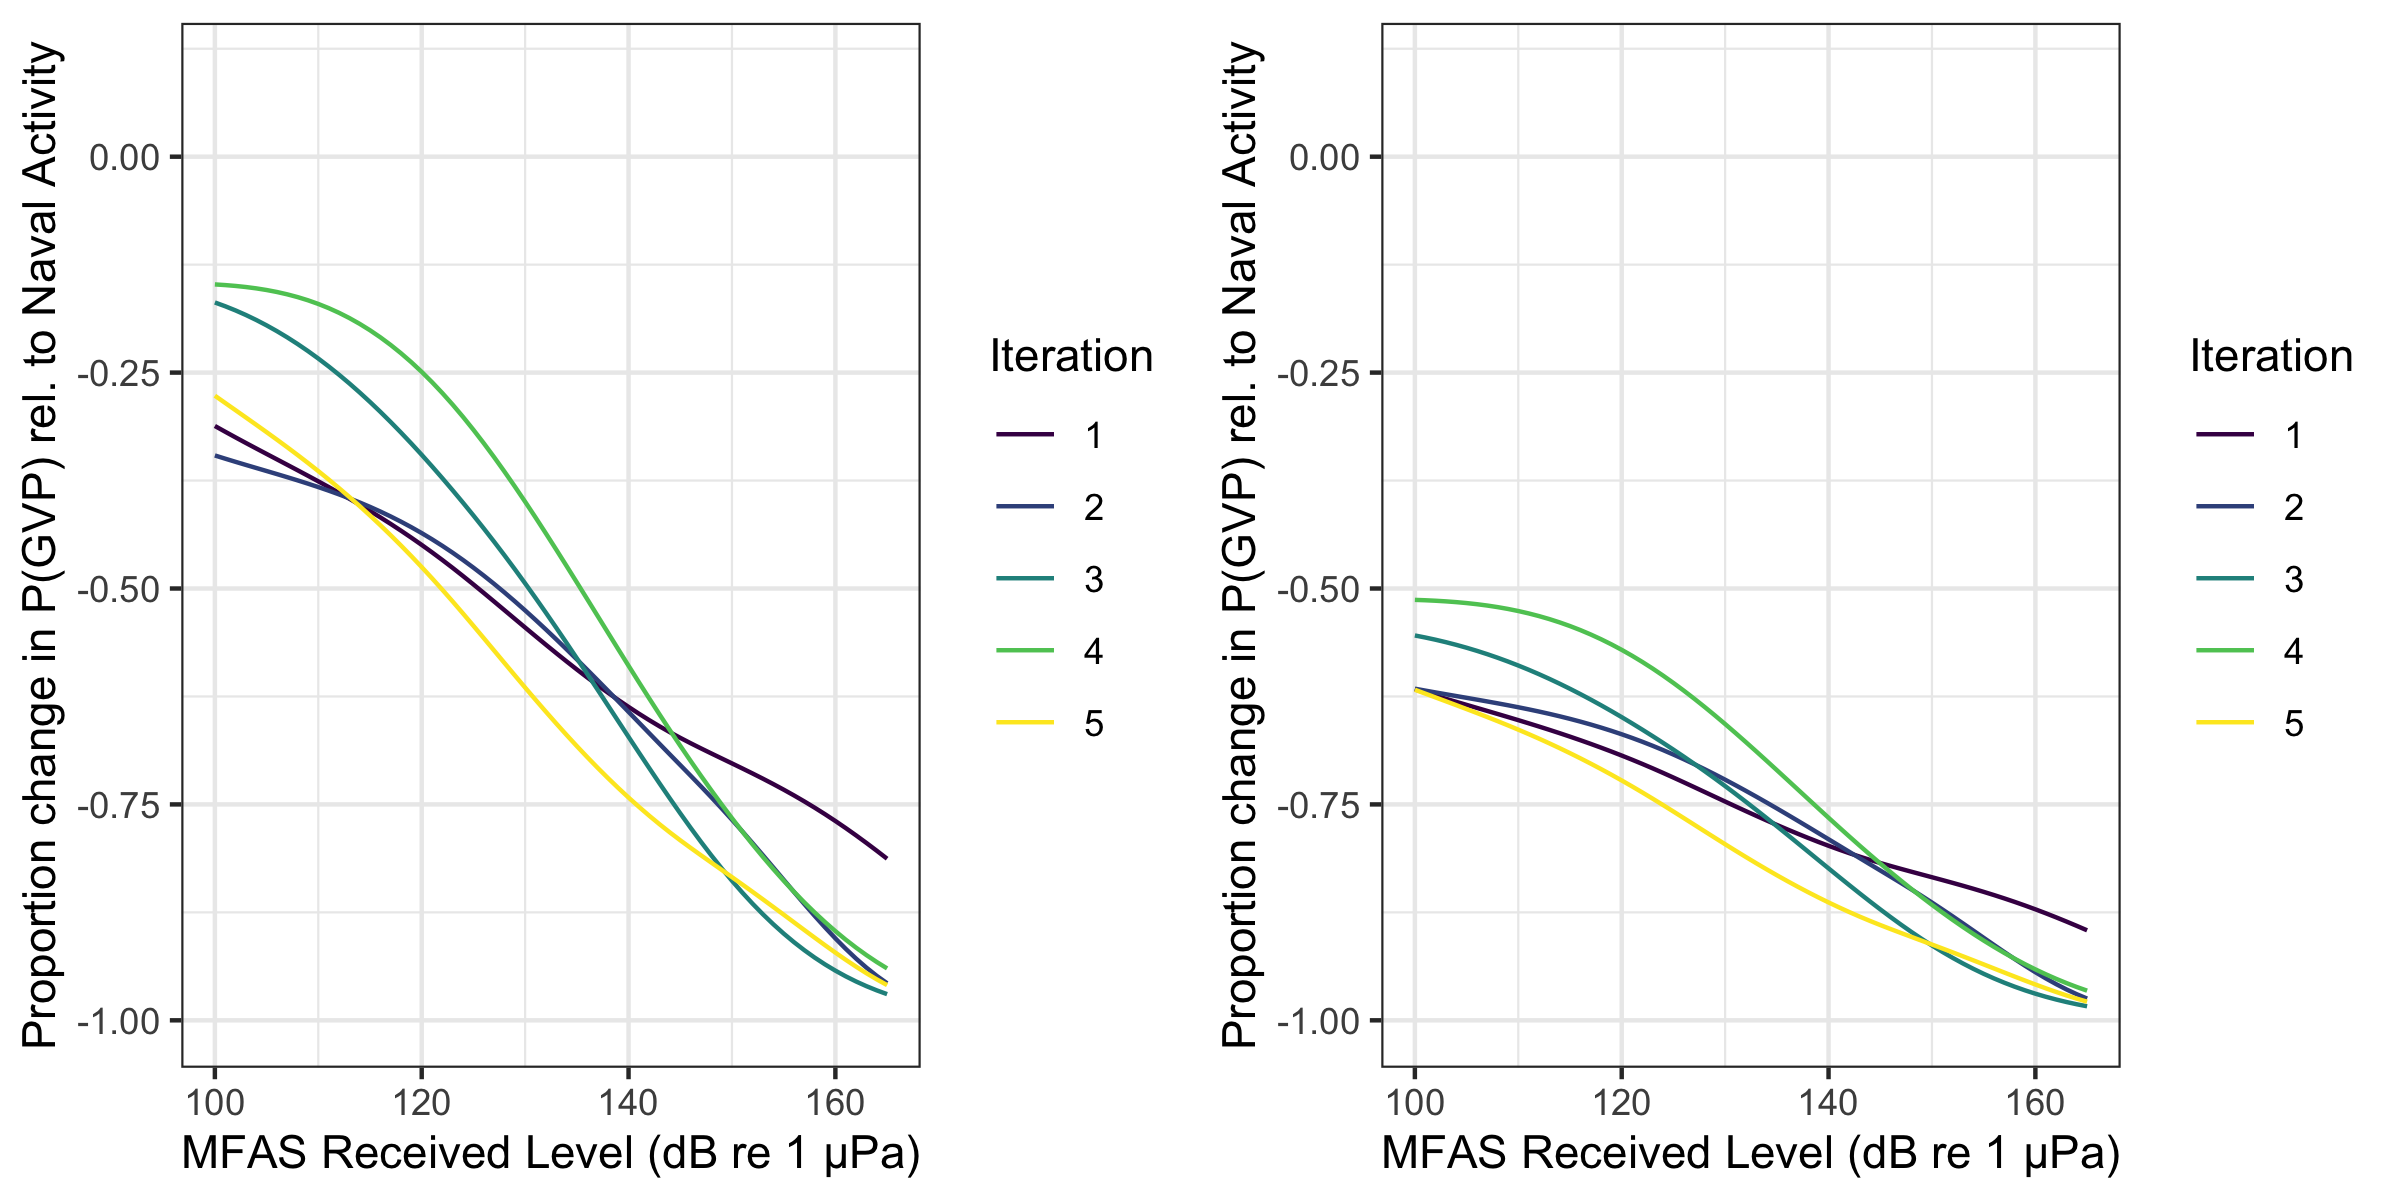 Proportion change in P(GVP) rel. to Naval Activity
0.00
-0.25
-0.50
-0.75
-1.00
100 120 140 160
MFAS Received Level (dB re 1 µPa)
Iteration
1
2
3
4
5
Proportion change in P(GVP) rel. to Naval Activity
0.00
-0.25
-0.50
-0.75
-1.00
100 120 140 160
MFAS Received Level (dB re 1 µPa)
Iteration
1
2
3
4
5